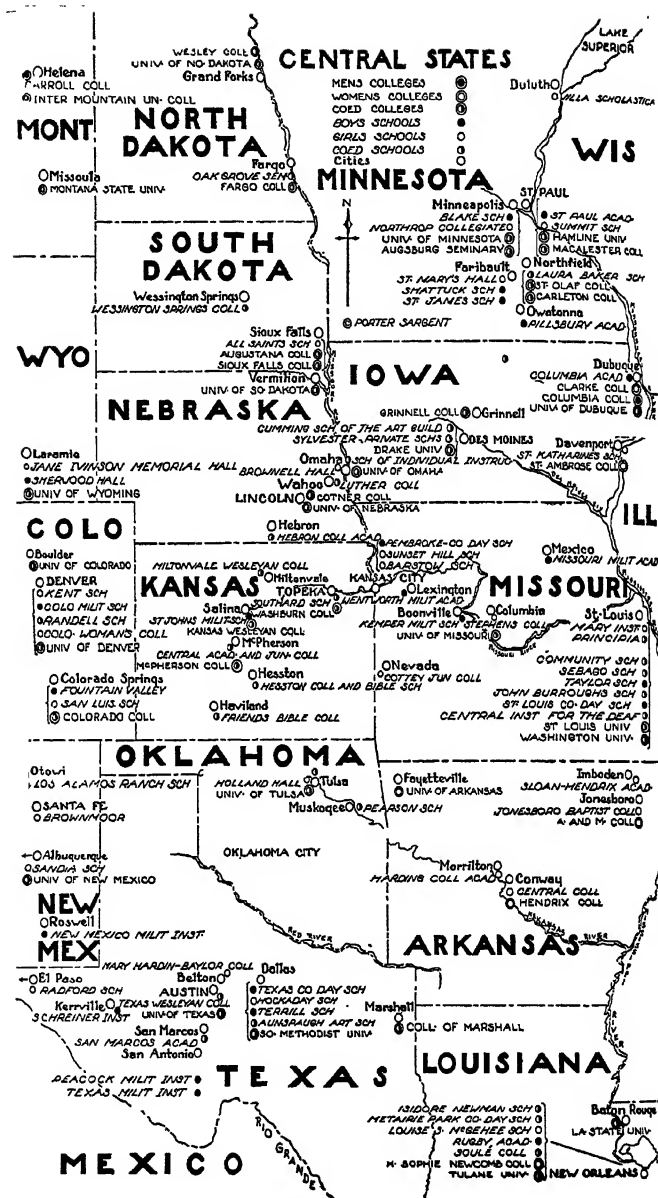 CENTRAL STATES
MENS COLLEGES
WOMENS COLLEGES
COED COLLEGES
BOYS SCHOOLS
GIRLS SCHOOLS
COED SCHOOLS
Cities
LAKE
SUPERIOR
Duluth
VILLA SCHOLASTICA
WIS
WESLEY COLL
UNIV OF NO. DAKOTA
Grand Forks
Helena
INTER MOUNTAIN UN. COLL
MONT
Missoula
MONTANA STATE UNIV.
NORTH
DAKOTA
Fargo
OAK GROVE SEM
FARGO COLL
MINNESOTA
N
Minneapolis
ST PAUL
BLAKE SCH
NORTHROP COLLEGIATE
UNIV OF MINNESOTA
AUGSBURG SEMINARY
ST PAUL ACAD
SUMMIT SCH
HAMLINE UNIV
MACALESTER COLL
Northfield
LAURA BAKER SCH
ST. OLAF COLL
CARLETON COLL
Faribault
ST. MARY'S HALL
SHATTUCK SCH
ST. JAMES SCH
Owatonna
PILLSBURY ACAD
© PORTER SARGENT
SOUTH
DAKOTA
Wessington Springs
WESSINGTON SPRINGS COLL
Sioux Falls
ALL SAINTS SCH
AUGUSTANA COLL
SIOUX FALLS COLL
Vermilion
UNIV. OF SO. DAKOTA
WYO
Laramie
JANE IVINSON MEMORIAL HALL
SHERWOOD HALL
UNIV OF WYOMING
IOWA
Dubuque
COLUMBIA ACAD
CLARKE COLL
COLUMBIA COLL
UNIV OF DUBUQUE
GRINNELL COLL
Grinnell
CUMMING SCH. OF THE ART GUILD
SYLVESTER PRIVATE SCHS
DRAKE UNIV
DES MOINES
Davenport
ST. KATHARINES SCH
ST. AMBROSE COLL
NEBRASKA
Omaha
SCH OF INDIVIDUAL INSTRUC
BROWNELL HALL
UNIV. OF OMAHA
Wahoo
LUTHER COLL
LINCOLN
COTNER COLL
UNIV. OF NEBRASKA
Hebron
HEBRON COLL ACAD
ILL
COLO
Boulder
UNIV OF COLORADO
DENVER
KENT SCH
COLO MILIT SCH
RANDELL SCH
COLO. WOMAN'S COLL
UNIV OF DENVER
Colorado Springs
FOUNTAIN VALLEY
SAN LUIS SCH
COLORADO COLL
KANSAS
MILTONVALE WESLEYAN COLL
Miltonvale
TOPEKA
SOUTHARD SCH
WASHBURN COLL
Salina
ST JOHNS MILIT SCH
KANSAS WESLEYAN COLL
McPherson
CENTRAL ACAD AND JUN. COLL
McPHERSON COLL
Hesston
HESSTON COLL AND BIBLE SCH
Haviland
FRIENDS BIBLE COLL
PEMBROKE-CO DAY SCH
SUNSET HILL SCH
BARSTOW SCH
KANSAS CITY
MISSOURI
Mexico
MISSOURI MILIT ACAD
Lexington
WENTWORTH MILIT ACAD
Boonville
KEMPER MILIT SCH
Columbia
STEPHENS COLL
UNIV OF MISSOURI
MISSOURI RIVER
Nevada
COTTEY JUN COLL
St. Louis
MARY INST
PRINCIPIA
COMMUNITY SCH
SEBAGO SCH
TAYLOR SCH
JOHN BURROUGHS SCH
ST LOUIS CO-DAY SCH
CENTRAL INST FOR THE DEAF
ST LOUIS UNIV
WASHINGTON UNIV.
OKLAHOMA
HOLLAND HALL
Tulsa
UNIV. OF TULSA
Muskogee
PEARSON SCH
OKLAHOMA CITY
RED RIVER
Otowi
LOS ALAMOS RANCH SCH
SANTA FE
BROWNMOOR
Albuquerque
SANDIA SCH
UNIV OF NEW MEXICO
NEW
MEX
Roswell
NEW MEXICO MILIT INST.
Fayetteville
UNIV. OF ARKANSAS
Imboden
SLOAN-HENDRIX ACAD.
Jonesboro
JONESBORO BAPTIST COLL
A. AND M. COLL
Morrilton
HARDING COLL ACAD
Conway
CENTRAL COLL
HENDRIX COLL
ARKANSAS RIVER
ARKANSAS
El Paso
RADFORD SCH
MARY HARDIN-BAYLOR COLL
Belton
AUSTIN
TEXAS WESLEYAN COLL
UNIV. OF TEXAS
Kerrville
SCHREINER INST
San Marcos
SAN MARCOS ACAD
San Antonio
PEACOCK MILIT INST
TEXAS MILIT INST
Dallas
TEXAS CO DAY SCH
HOCKADAY SCH
TERRILL SCH
AUNSPAUGH ART SCH
SO. METHODIST UNIV.
Marshall
COLL. OF MARSHALL
TEXAS
RIO GRANDE
MEXICO
LOUISIANA
RIVER
ISIDORE NEWMAN SCH
METAIRIE PARK CO-DAY SCH
LOUISE S. McGEHEE SCH
RUGBY ACAD
SOULÉ COLL
H. SOPHIE NEWCOMB COLL
TULANE UNIV.
NEW ORLEANS
Baton Rouge
LA. STATE UNIV.